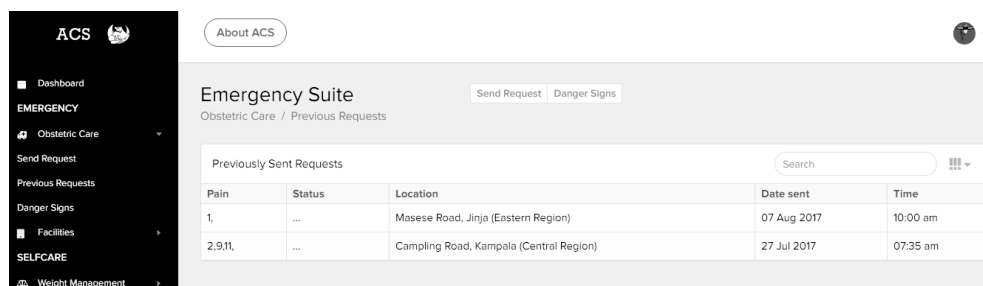 ACS
About ACS
Dashboard
EMERGENCY
Obstetric Care
Send Request
Previous Requests
Danger Signs
Facilities
SELFCARE
Weight Management
Emergency Suite
Obstetric Care / Previous Requests
Send Request Danger Signs
Previously Sent Requests
Search
Pain Status Location Date sent Time
1, ... Masese Road, Jinja (Eastern Region) 07 Aug 2017 10:00 am
2,9,11, ... Campling Road, Kampala (Central Region) 27 Jul 2017 07:35 am